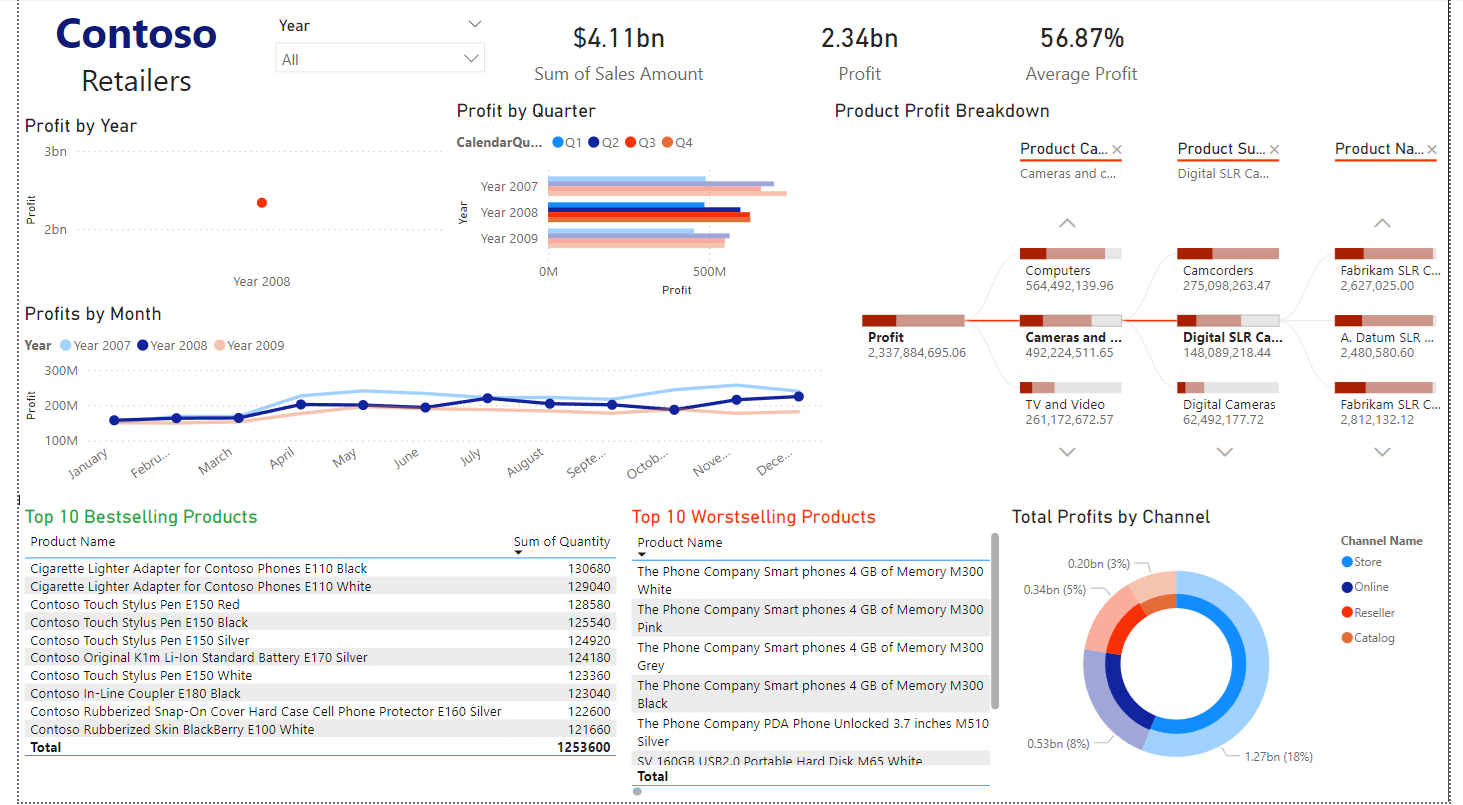 Contoso
Retailers
Year
All
$4.11bn
Sum of Sales Amount
2.34bn
Profit
56.87%
Average Profit
Profit by Year
3bn
2bn
Profit
Year 2008
Profit by Quarter
CalendarQu... Q1 Q2 Q3 Q4
Year 2007
Year 2008
Year 2009
Year
0M 500M
Profit
Product Profit Breakdown
Product Ca... Product Su... Product Na...
Cameras and c... Digital SLR Ca...
Computers
564,492,139.96
Camcorders
275,098,263.47
Fabrikam SLR C...
2,627,025.00
Profit
2,337,884,695.06
Cameras and ...
492,224,511.65
Digital SLR Ca...
148,089,218.44
A. Datum SLR ...
2,480,580.60
TV and Video
261,172,672.57
Digital Cameras
62,492,177.72
Fabrikam SLR C...
2,812,132.12
Profits by Month
Year Year 2007 Year 2008 Year 2009
300M
200M
100M
Profit
January Febru... March April May June July August Septe... Octob... Nove... Dece...
Top 10 Bestselling Products
Product Name Sum of Quantity
Cigarette Lighter Adapter for Contoso Phones E110 Black 130680
Cigarette Lighter Adapter for Contoso Phones E110 White 129040
Contoso Touch Stylus Pen E150 Red 128580
Contoso Touch Stylus Pen E150 Black 125540
Contoso Touch Stylus Pen E150 Silver 124920
Contoso Original K1m Li-Ion Standard Battery E170 Silver 124180
Contoso Touch Stylus Pen E150 White 123360
Contoso In-Line Coupler E180 Black 123040
Contoso Rubberized Snap-On Cover Hard Case Cell Phone Protector E160 Silver 122600
Contoso Rubberized Skin BlackBerry E100 White 121660
Total 1253600
Top 10 Worstselling Products
Product Name
The Phone Company Smart phones 4 GB of Memory M300
White
The Phone Company Smart phones 4 GB of Memory M300
Pink
The Phone Company Smart phones 4 GB of Memory M300
Grey
The Phone Company Smart phones 4 GB of Memory M300
Black
The Phone Company PDA Phone Unlocked 3.7 inches M510
Silver
SV 160GB USB2.0 Portable Hard Disk M65 White
Total
Total Profits by Channel
0.20bn (3%)
0.34bn (5%)
0.53bn (8%)
1.27bn (18%)
Channel Name
Store
Online
Reseller
Catalog